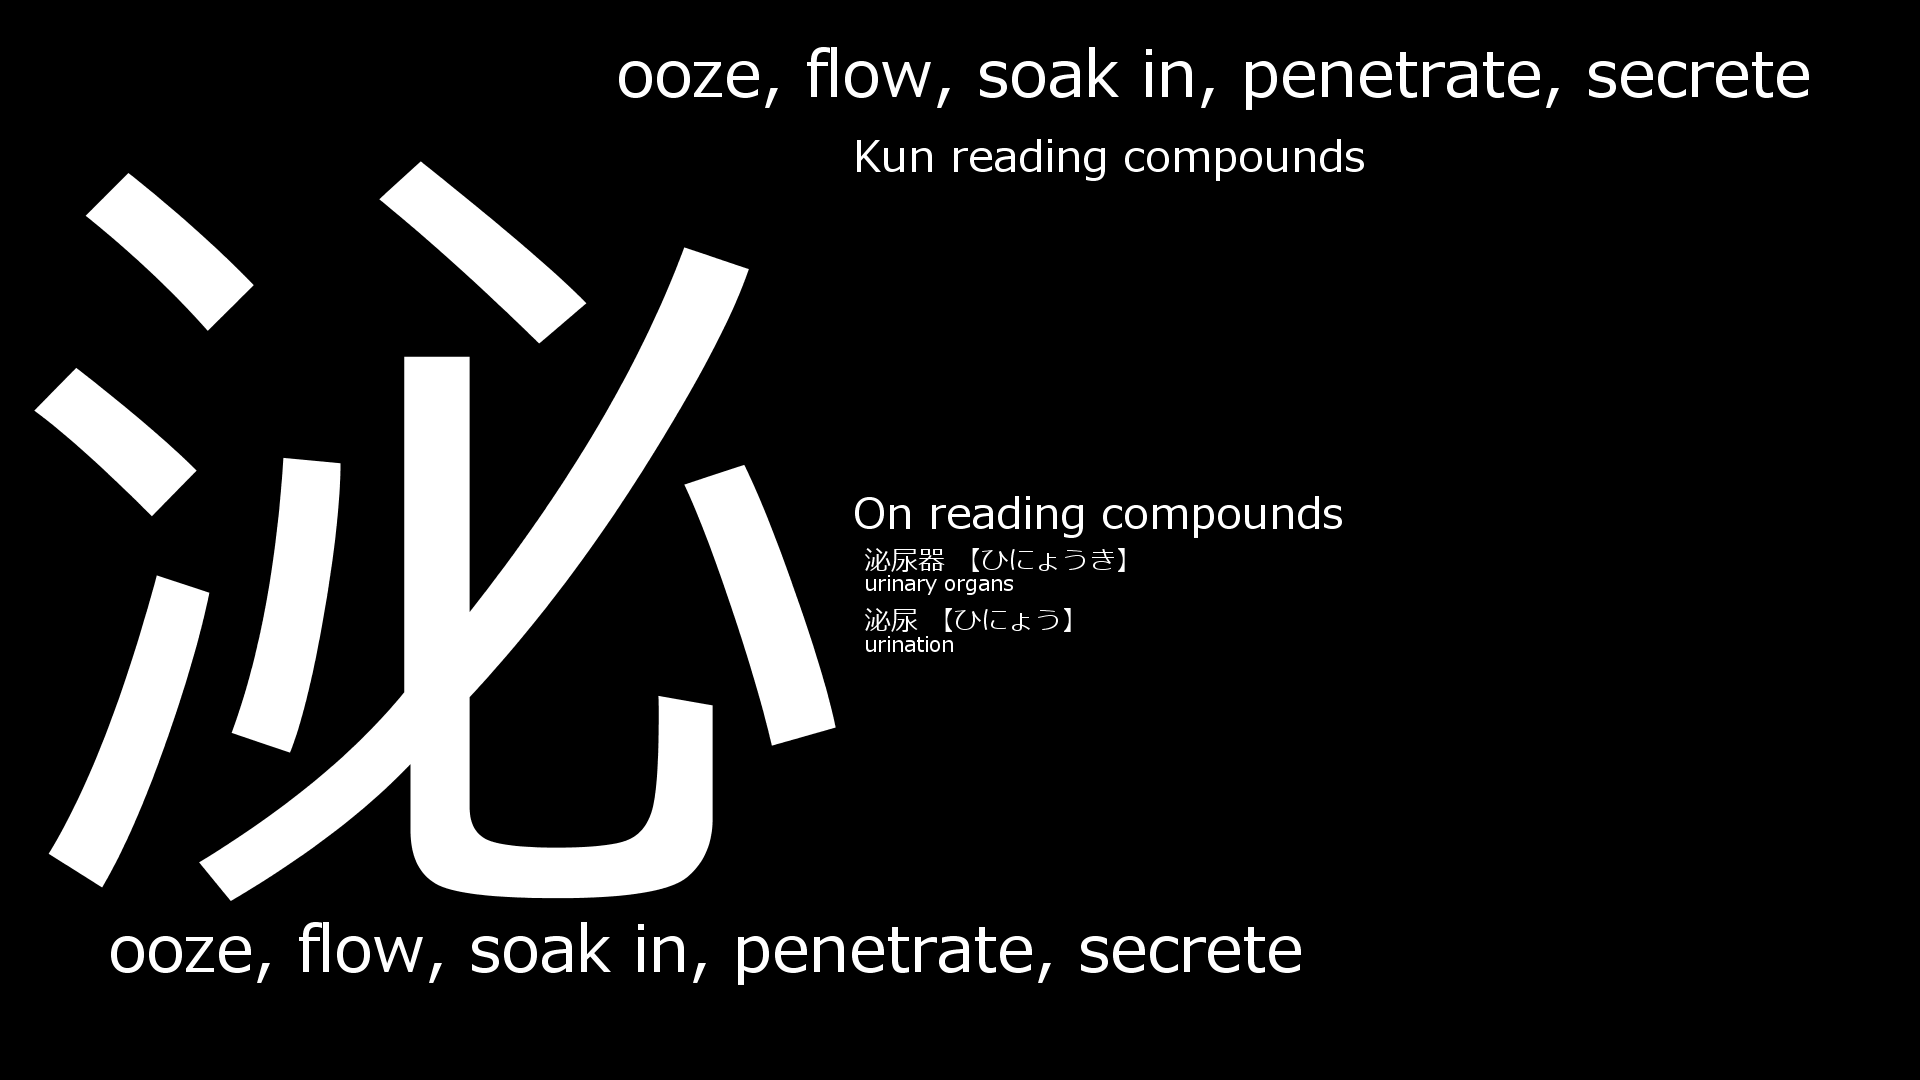 ooze, flow, soak in, penetrate, secrete
Kun reading compounds
泌
On reading compounds
泌尿器 【ひにょうき】
urinary organs
泌尿 【ひにょう】
urination
ooze, flow, soak in, penetrate, secrete